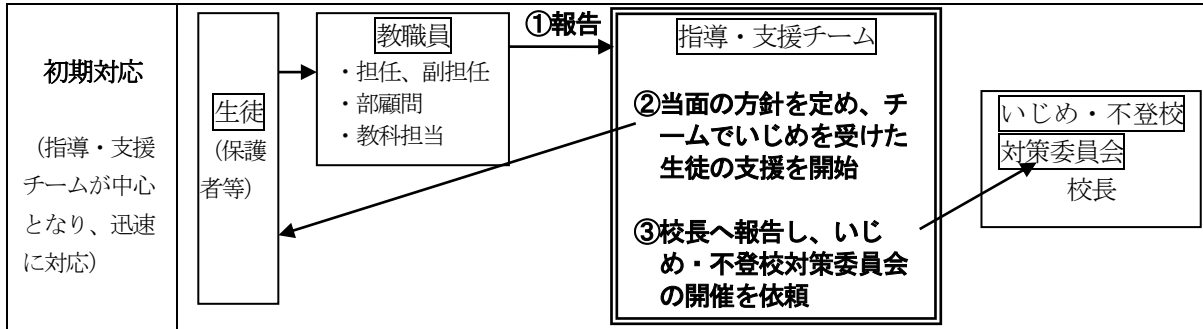 初期対応
(指導・支援
チームが中心
となり、迅速
に対応)
生徒
(保護
者等)
教職員
・担任、副担任
・部顧問
・教科担当
①報告
指導・支援チーム
②当面の方針を定め、チ
ームでいじめを受けた
生徒の支援を開始
③校長へ報告し、いじ
め・不登校対策委員会
の開催を依頼
いじめ・不登校
対策委員会
校長